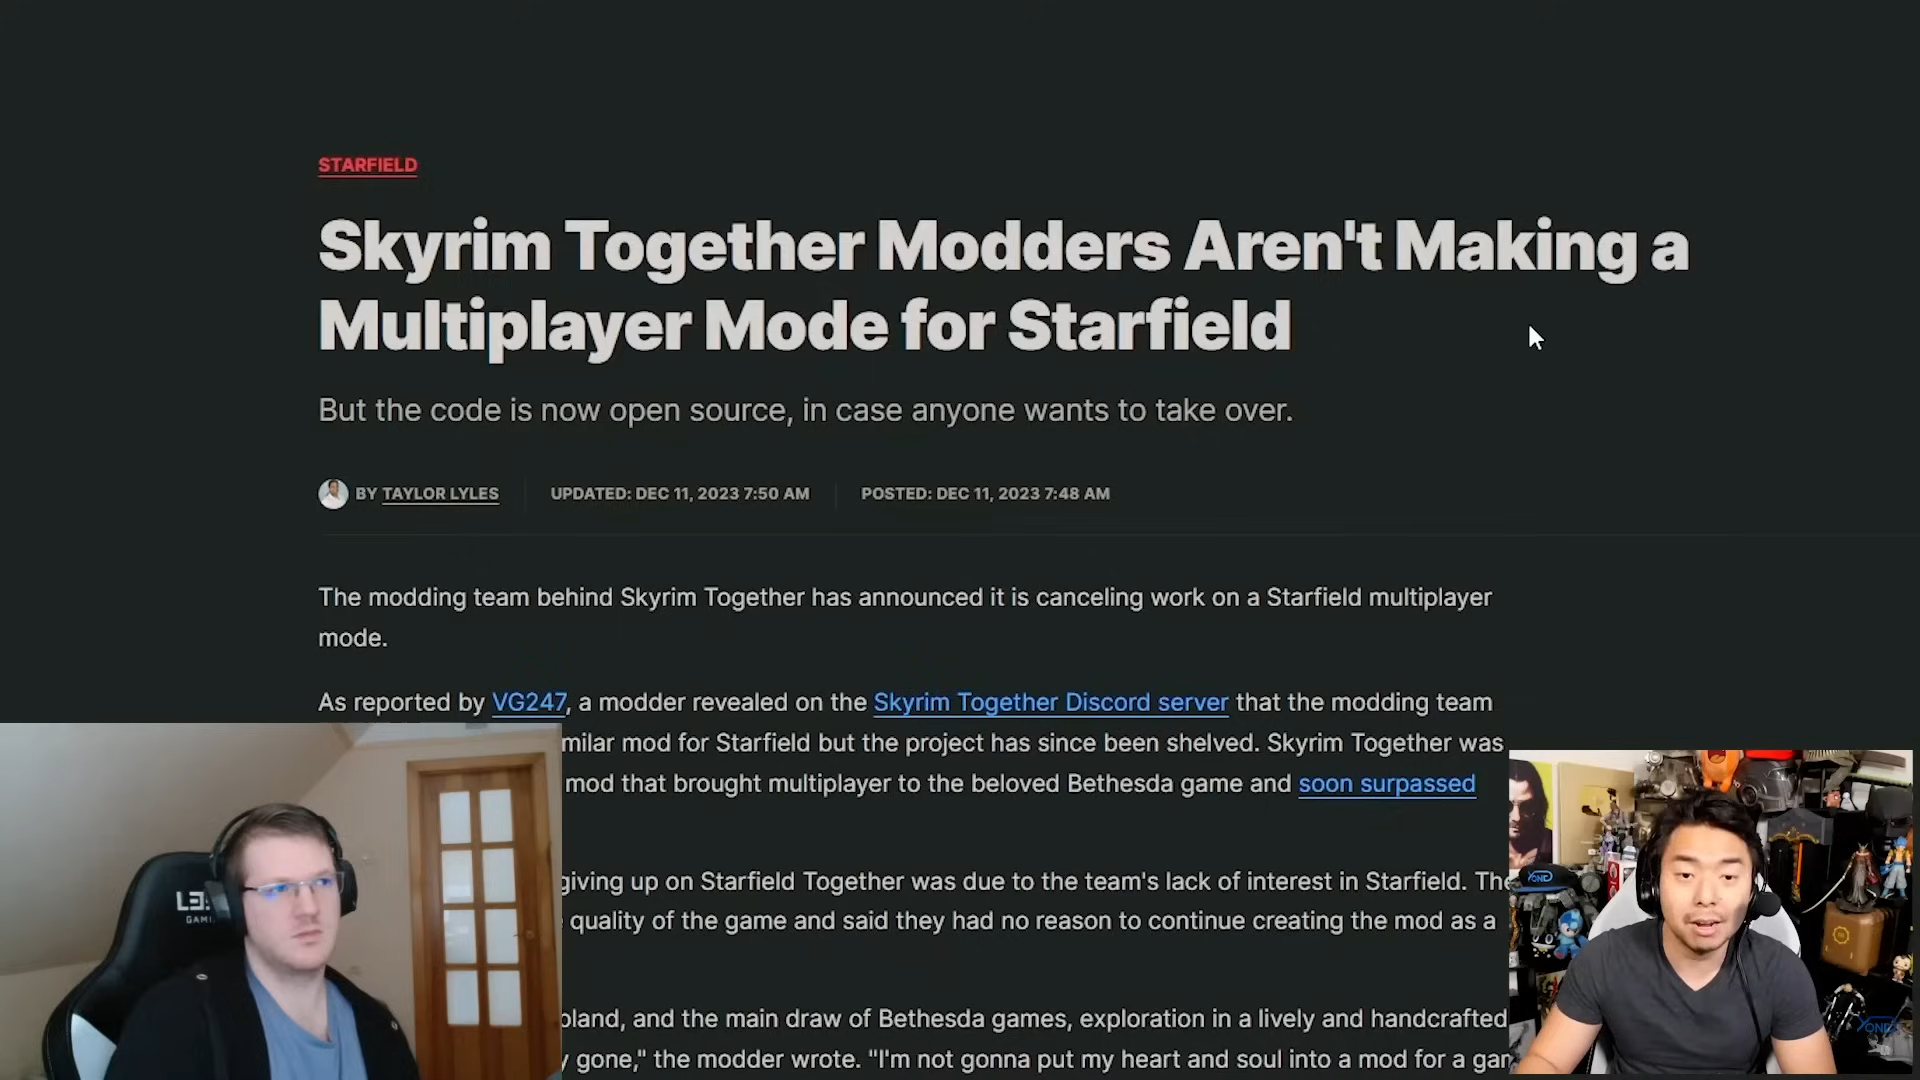 STARFIELD
Skyrim Together Modders Aren't Making a
Multiplayer Mode for Starfield
But the code is now open source, in case anyone wants to take over.
BY TAYLOR LYLES UPDATED: DEC 11, 2023 7:50 AM POSTED: DEC 11, 2023 7:48 AM
The modding team behind Skyrim Together has announced it is canceling work on a Starfield multiplayer
mode.
As reported by VG247, a modder revealed on the Skyrim Together Discord server that the modding team
milar mod for Starfield but the project has since been shelved. Skyrim Together was
mod that brought multiplayer to the beloved Bethesda game and soon surpassed
giving up on Starfield Together was due to the team's lack of interest in Starfield. The
quality of the game and said they had no reason to continue creating the mod as a
bland, and the main draw of Bethesda games, exploration in a lively and handcrafted
y gone," the modder wrote. "I'm not gonna put my heart and soul into a mod for a gam
GAMI
YONG